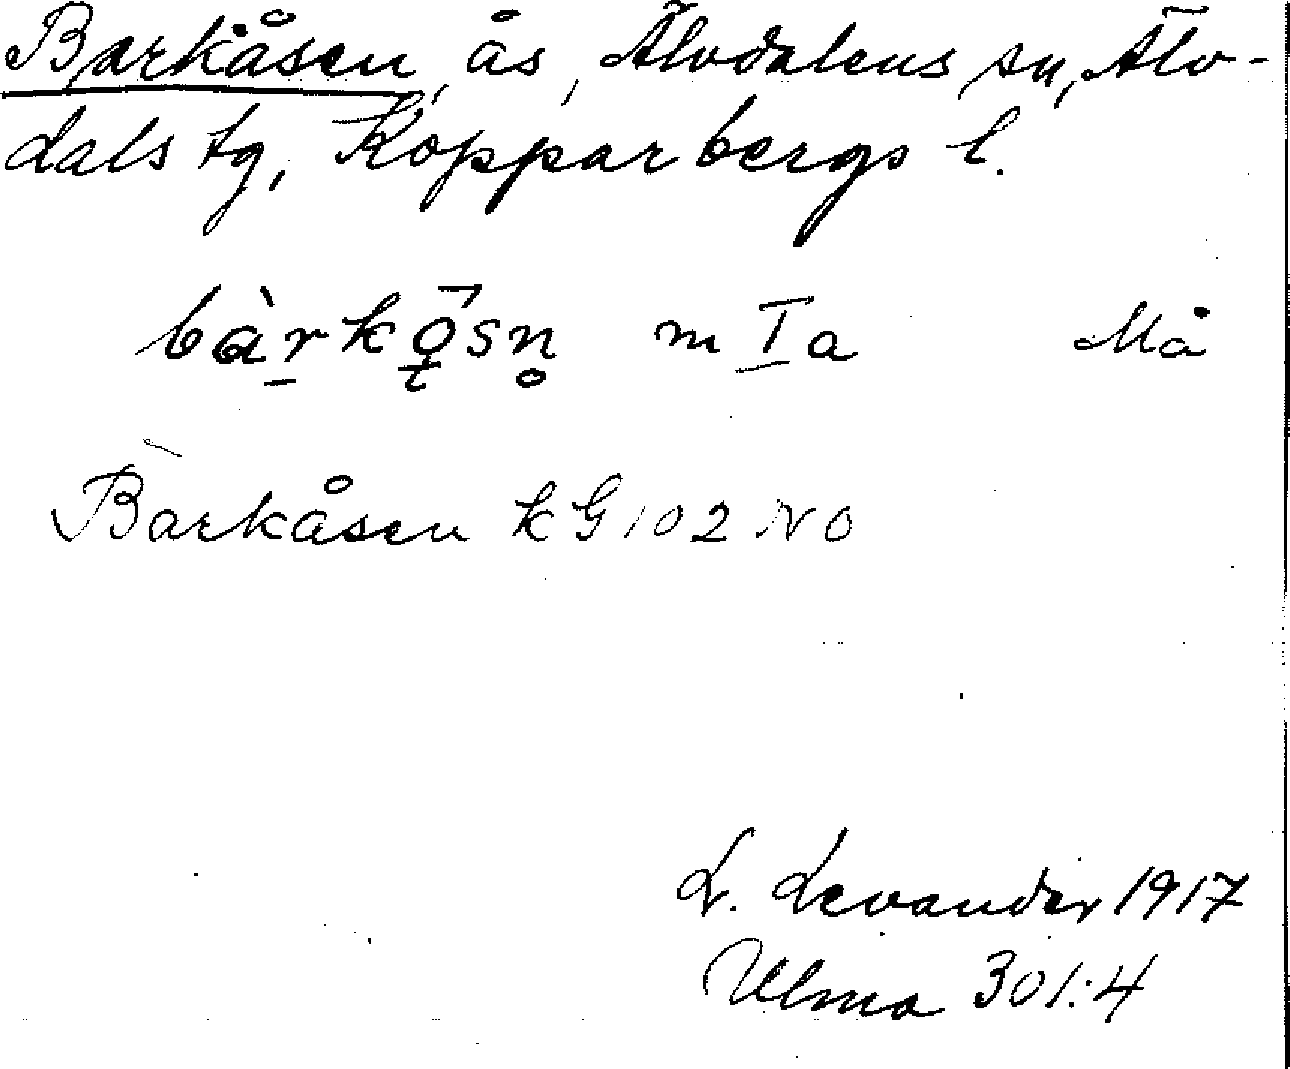 Barkåsen, ås, Älvdalens sn, Älv-
dals tg, Kopparbergs l.
bàrkǭsn̥ m I a Må
Barkåsen kG 102 NO
L. Levander 1917
Ulma 301:4